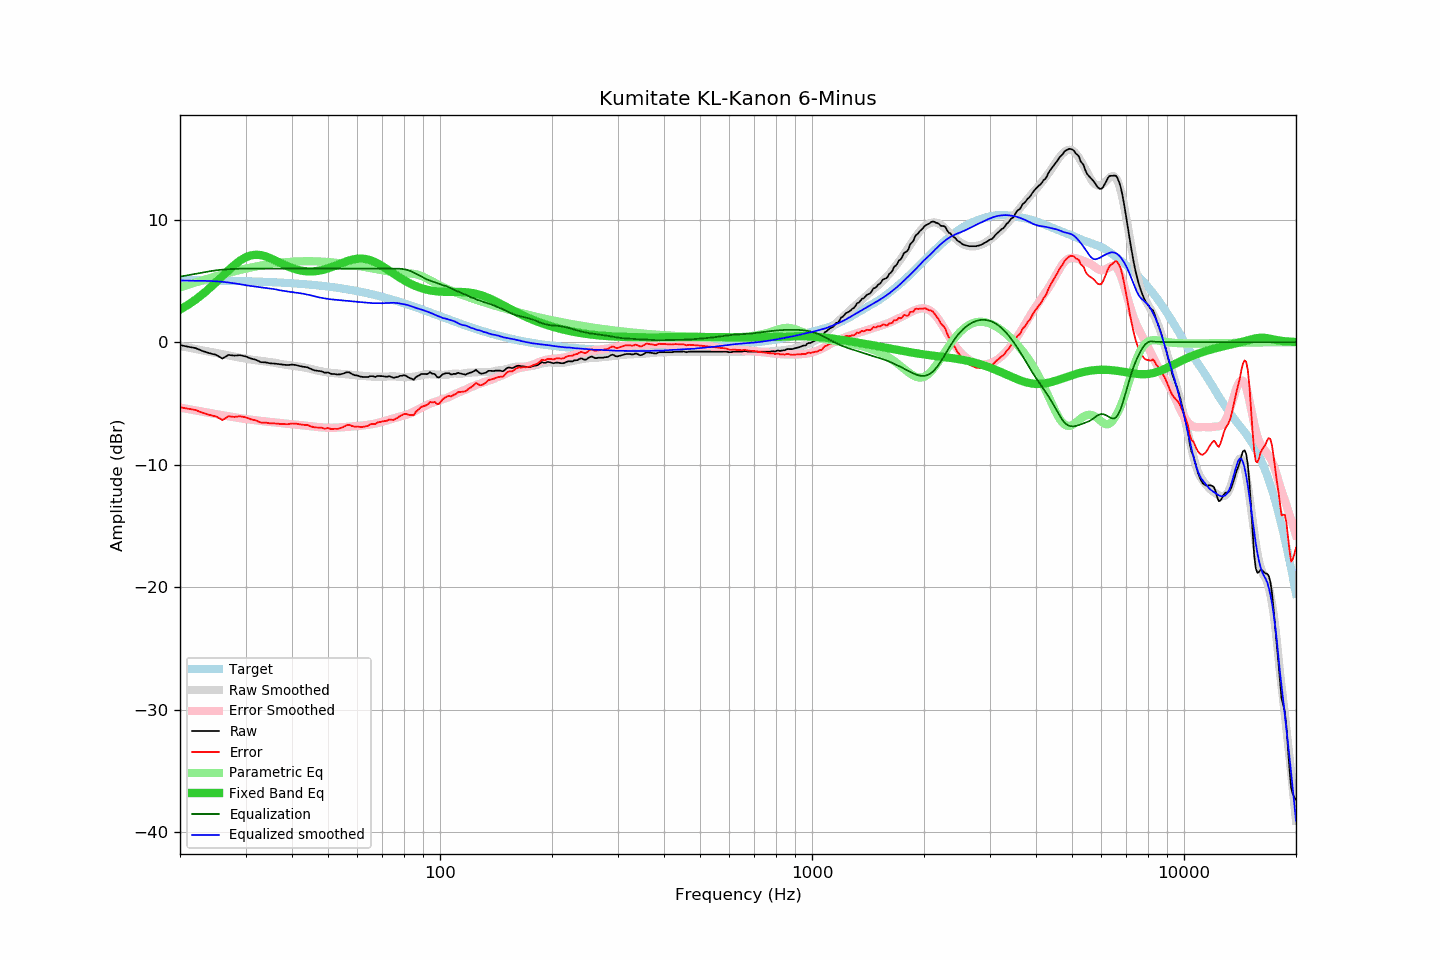 Kumitate KL-Kanon 6-Minus
Amplitude (dBr)
10
0
−10
−20
−30
−40
Target
Raw Smoothed
Error Smoothed
Raw
Error
Parametric Eq
Fixed Band Eq
Equalization
Equalized smoothed
100 1000 10000
Frequency (Hz)